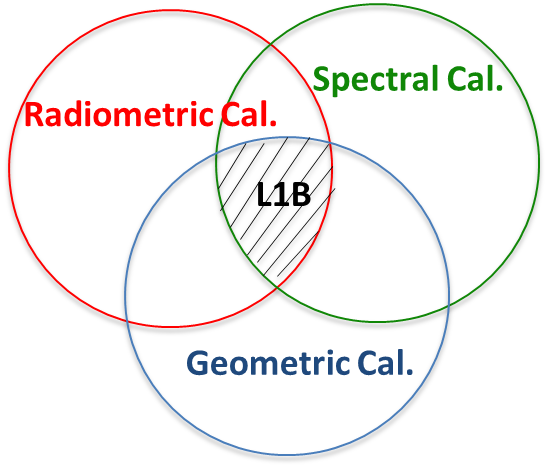 Spectral Cal.
Radiometric Cal.
L1B
Geometric Cal.